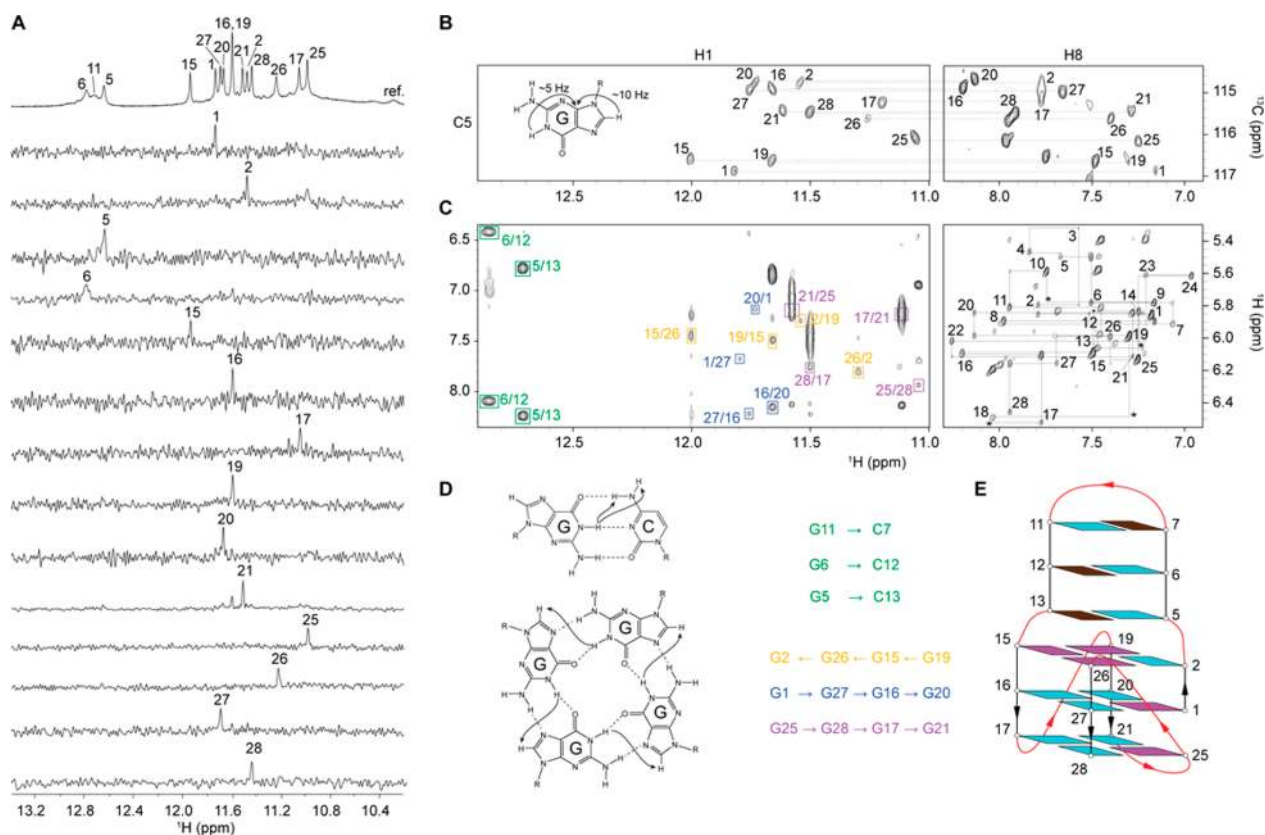 A
16,19
27
20
2
21
28
25
11
5
6
15
1
26
17
ref.
1
2
5
6
15
16
17
19
20
21
25
26
27
28
13.2 12.8 12.4 12.0 11.6 11.2 10.8 10.4
¹H (ppm)
B
H1 H8
C5
H
~5 Hz
R
~10 Hz
H N N N
H G H
N N
H O
20 16 2
27 17
21 28
26
25
15 19
1
16 20
2 27
17
28 21
26
25
15 19
1
115
116
117
¹³C (ppm)
12.5 12.0 11.5 11.0 8.0 7.5 7.0
C
6/12
5/13
20/1 21/25
2/19 17/21
15/26 19/15
1/27 28/17 26/2
25/28
6/12 16/20
5/13 27/16
6.5
7.0
7.5
8.0
12.5 12.0 11.5 11.0
¹H (ppm)
3
4 5
10 23
24
*
11 2 6 14 9
20 8 * 12 1
7
22 13 26 19
16 27 15 21 25
28
18 17 *
*
5.4
5.6
5.8
6.0
6.2
6.4
¹H (ppm)
8.0 7.5 7.0
D
H
H N O H N
G N H N C
N N N
R N H O R
H
G11 → C7
G6 → C12
G5 → C13
G2 ← G26 ← G15 ← G19
G1 → G27 → G16 → G20
G25 → G28 → G17 → G21
E
11 7
12 6
13 5
15 19
2
26
16 20
1
27
17 21
25
28